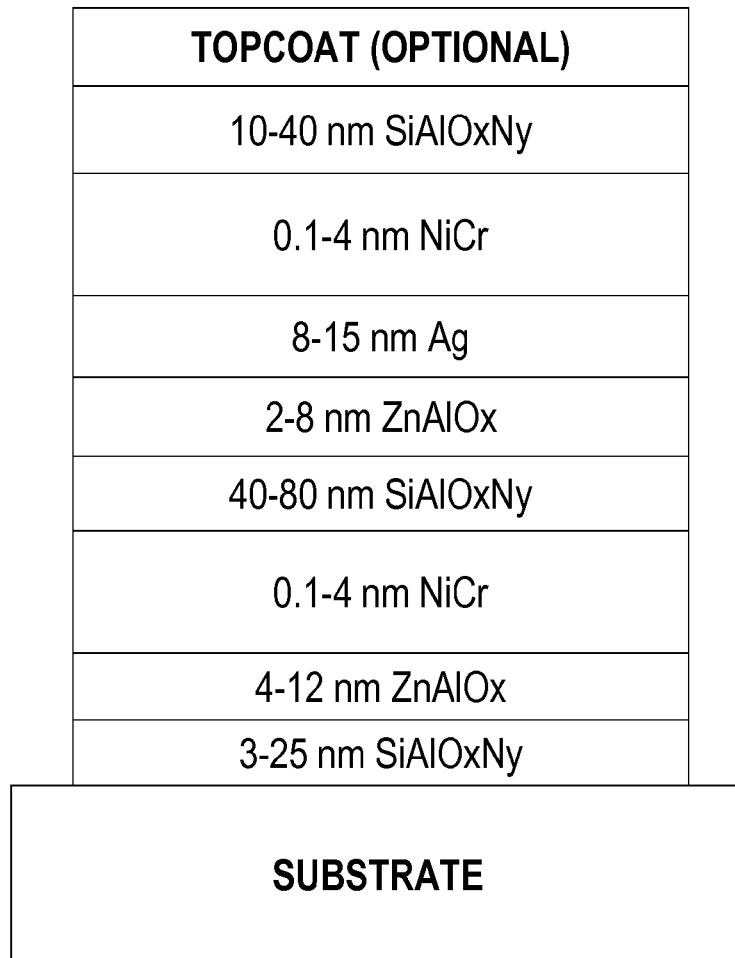 TOPCOAT (OPTIONAL)
10-40 nm SiAlOxNy
0.1-4 nm NiCr
8-15 nm Ag
2-8 nm ZnAlOx
40-80 nm SiAlOxNy
0.1-4 nm NiCr
4-12 nm ZnAlOx
3-25 nm SiAlOxNy
SUBSTRATE